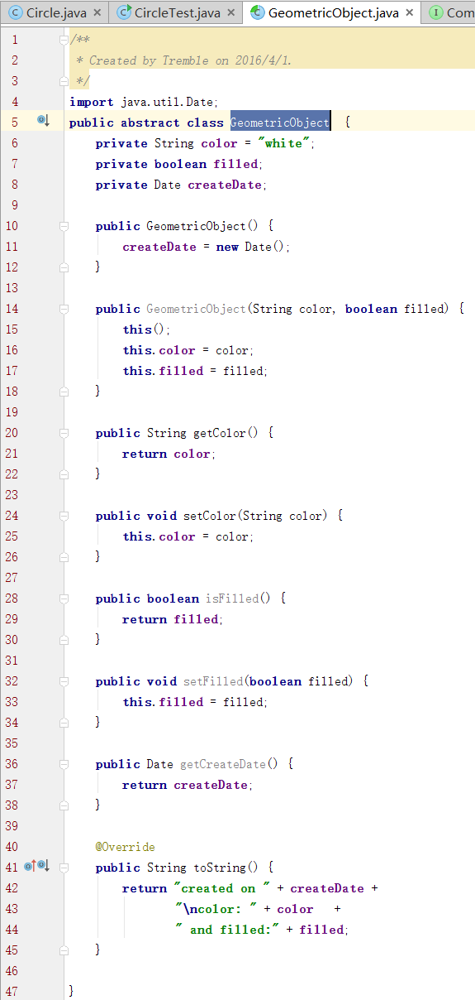 Circle.java × CircleTest.java × GeometricObject.java × Com
1 /**
2 * Created by Tremble on 2016/4/1.
3 */
4 import java.util.Date;
5 public abstract class GeometricObject {
6 private String color = "white";
7 private boolean filled;
8 private Date createDate;
9
10 public GeometricObject() {
11 createDate = new Date();
12 }
13
14 public GeometricObject(String color, boolean filled) {
15 this();
16 this.color = color;
17 this.filled = filled;
18 }
19
20 public String getColor() {
21 return color;
22 }
23
24 public void setColor(String color) {
25 this.color = color;
26 }
27
28 public boolean isFilled() {
29 return filled;
30 }
31
32 public void setFilled(boolean filled) {
33 this.filled = filled;
34 }
35
36 public Date getCreateDate() {
37 return createDate;
38 }
39
40 @Override
41 public String toString() {
42 return "created on " + createDate +
43 "\ncolor: " + color +
44 " and filled:" + filled;
45 }
46
47 }